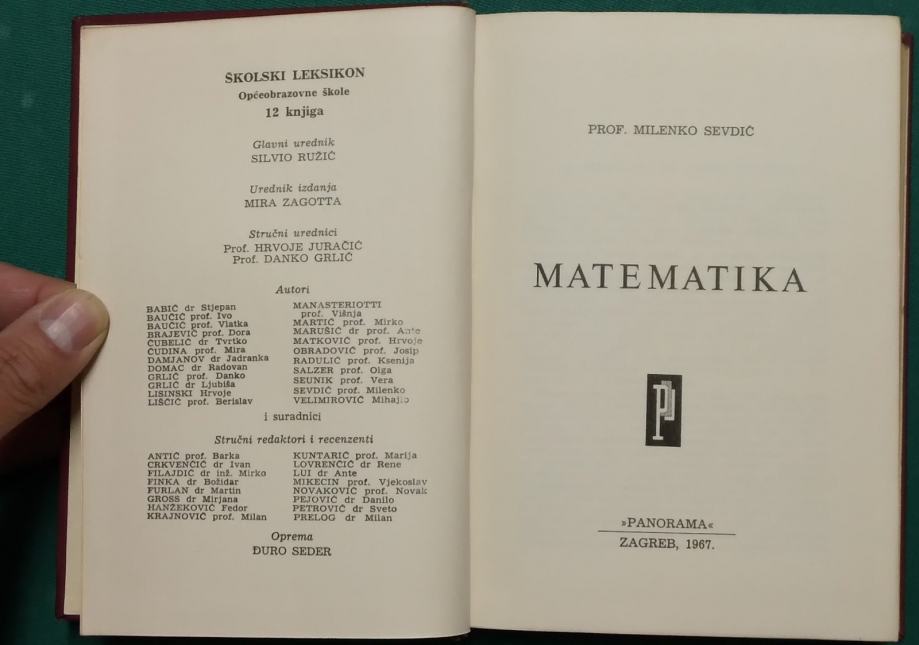 ŠKOLSKI LEKSIKON
Općeobrazovne škole
12 knjiga
Glavni urednik
SILVIO RUŽIĆ
Urednik izdanja
MIRA ZAGOTTA
Stručni urednici
Prof. HRVOJE JURAČIĆ
Prof. DANKO GRLIĆ
Autori
BABIĆ dr Stjepan
BAUČIĆ prof. Ivo
BAUČIĆ prof. Vlatka
BRAJEVIĆ prof. Dora
ČUBELIĆ dr Tvrtko
ČUDINA prof. Mira
DAMJANOV dr Jadranka
DOMAC dr Radovan
GRLIĆ prof. Danko
GRLIĆ dr Ljubiša
LISINSKI Hrvoje
LIŠČIĆ prof. Berislav
MANASTERIOTTI
prof. Višnja
MARTIĆ prof. Mirko
MARUŠIĆ dr prof. Ante
MATKOVIĆ prof. Hrvoje
OBRADOVIĆ prof. Josip
RADULIĆ prof. Ksenija
SALZER prof. Olga
SEUNIK prof. Vera
SEVDIĆ prof. Milenko
VELIMIROVIĆ Mihajlo
i suradnici
Stručni redaktori i recenzenti
ANTIĆ prof. Barka
CRKVENČIĆ dr Ivan
FILAJDIĆ dr inž. Mirko
FINKA dr Božidar
FURLAN dr Martin
GROSS dr Mirjana
HANŽEKOVIĆ Fedor
KRAJNOVIĆ prof. Milan
KUNTARIĆ prof. Marija
LOVRENČIĆ dr Rene
LUI dr Ante
MIKECIN prof. Vjekoslav
NOVAKOVIĆ prof. Novak
PEJOVIĆ dr Danilo
PETROVIĆ dr Sveto
PRELOG dr Milan
Oprema
ĐURO SEDER
PROF. MILENKO SEVDIĆ
MATEMATIKA
P
»PANORAMA«
ZAGREB, 1967.